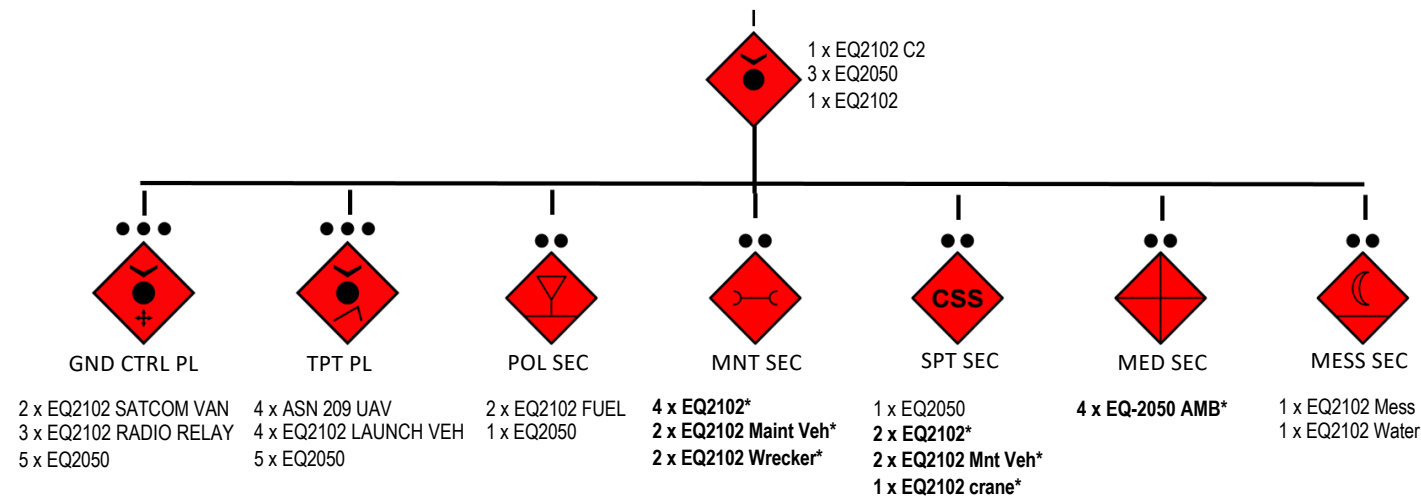 1 x EQ2102 C2
3 x EQ2050
1 x EQ2102
CSS
GND CTRL PL
2 x EQ2102 SATCOM VAN
3 x EQ2102 RADIO RELAY
5 x EQ2050
TPT PL
4 x ASN 209 UAV
4 x EQ2102 LAUNCH VEH
5 x EQ2050
POL SEC
2 x EQ2102 FUEL
1 x EQ2050
MNT SEC
4 x EQ2102*
2 x EQ2102 Maint Veh*
2 x EQ2102 Wrecker*
SPT SEC
1 x EQ2050
2 x EQ2102*
2 x EQ2102 Mnt Veh*
1 x EQ2102 crane*
MED SEC
4 x EQ-2050 AMB*
MESS SEC
1 x EQ2102 Mess
1 x EQ2102 Water